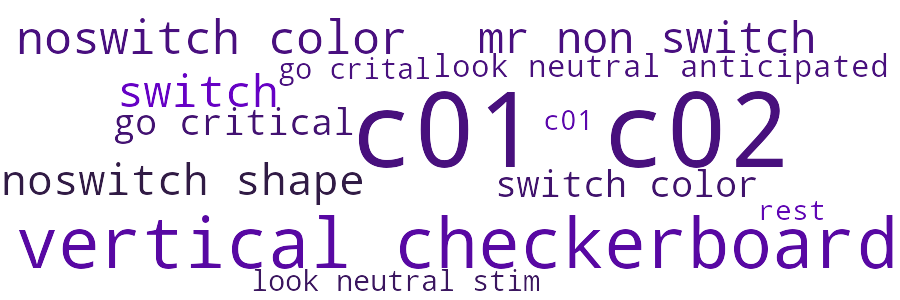 noswitch color mr non switch
go crital look neutral anticipated
switch
go critical c01 c01 c02
noswitch shape switch color
rest
vertical checkerboard
look neutral stim